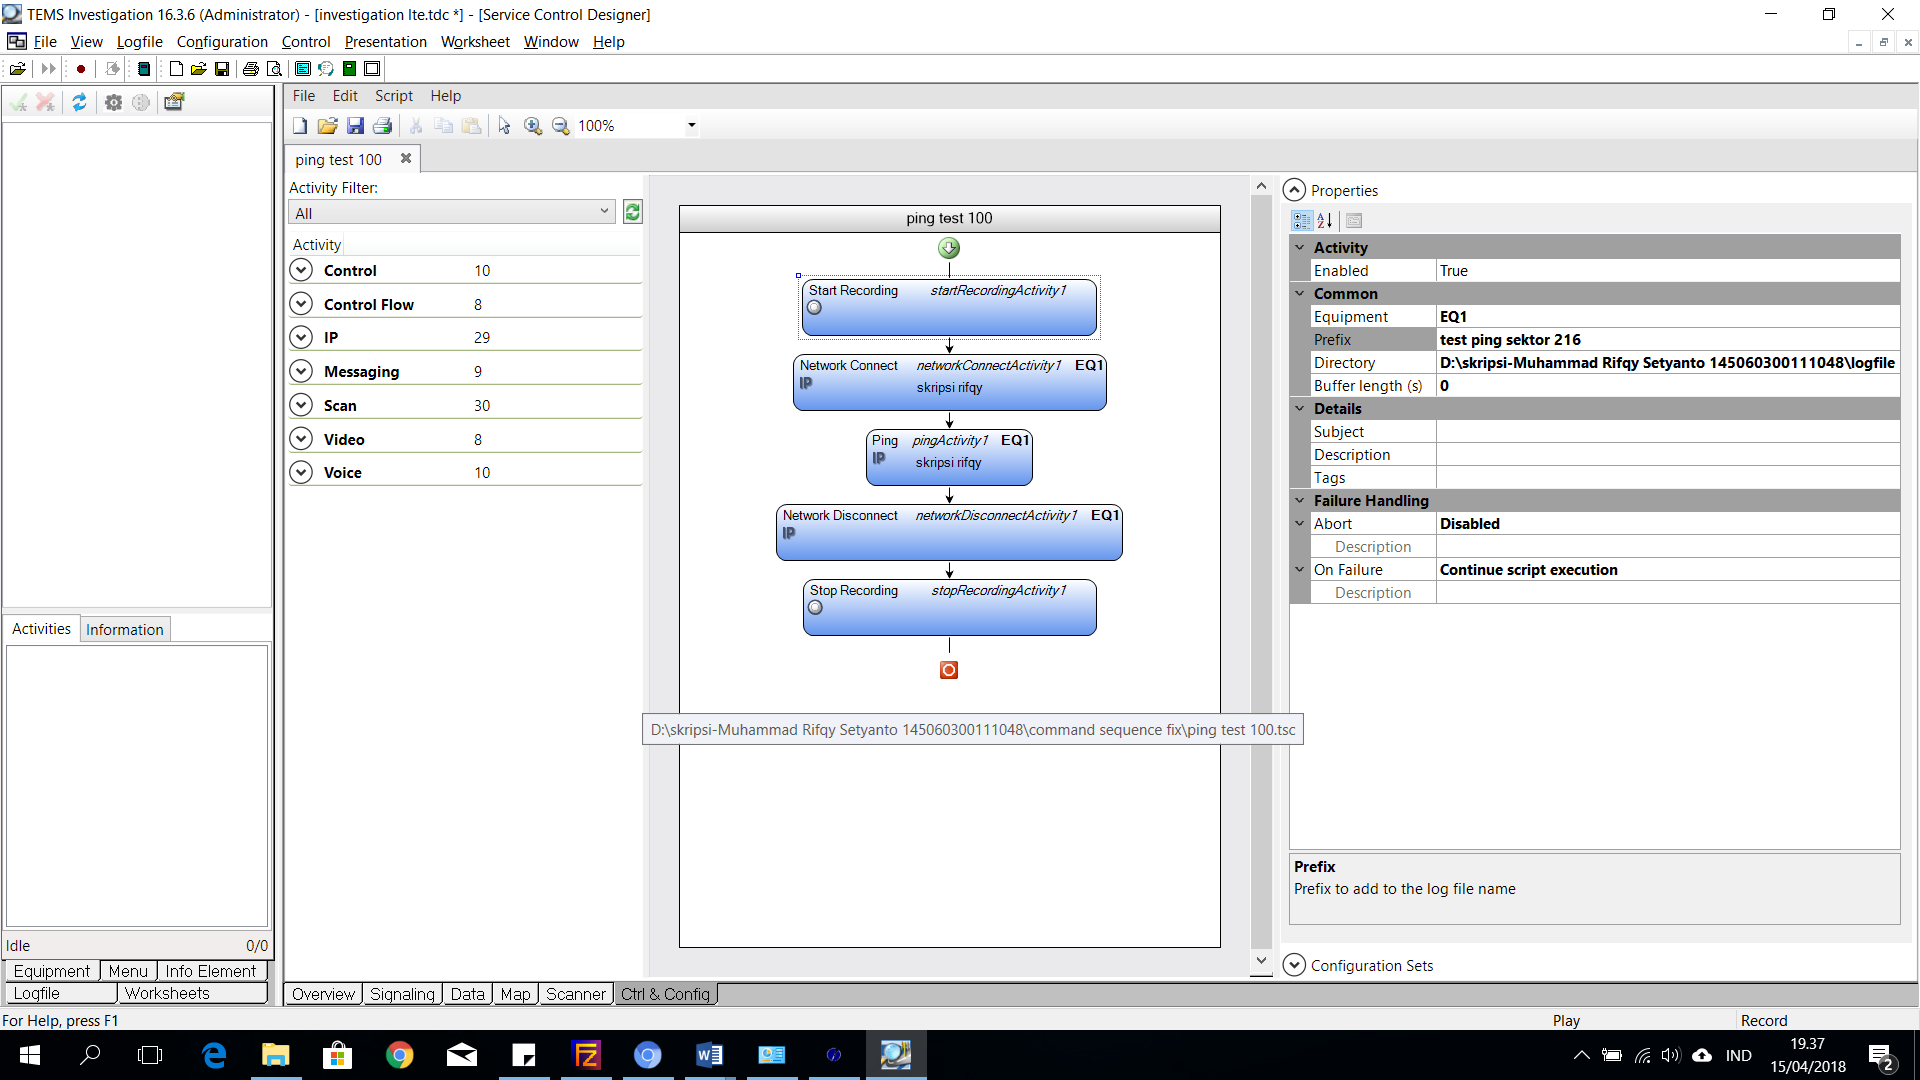 TEMS Investigation 16.3.6 (Administrator) - [investigation lte.tdc *] - [Service Control Designer]
File View Logfile Configuration Control Presentation Worksheet Window Help
File Edit Script Help
100%
ping test 100
Activity Filter:
All
Activity
Control 10
Control Flow 8
IP 29
Messaging 9
Scan 30
Video 8
Voice 10
ping test 100
Start Recording startRecordingActivity1
Network Connect networkConnectActivity1 EQ1
IP skripsi rifqy
Ping pingActivity1 EQ1
IP skripsi rifqy
Network Disconnect networkDisconnectActivity1 EQ1
IP
Stop Recording stopRecordingActivity1
D:\skripsi-Muhammad Rifqy Setyanto 145060300111048\command sequence fix\ping test 100.tsc
Properties
Activity
Enabled True
Common
Equipment EQ1
Prefix test ping sektor 216
Directory D:\skripsi-Muhammad Rifqy Setyanto 145060300111048\logfile
Buffer length (s) 0
Details
Subject
Description
Tags
Failure Handling
Abort Disabled
Description
On Failure Continue script execution
Description
Prefix
Prefix to add to the log file name
Configuration Sets
Activities Information
Idle 0/0
Equipment Menu Info Element
Logfile Worksheets
Overview Signaling Data Map Scanner Ctrl & Config
For Help, press F1 Play Record
IND
19.37
15/04/2018
2